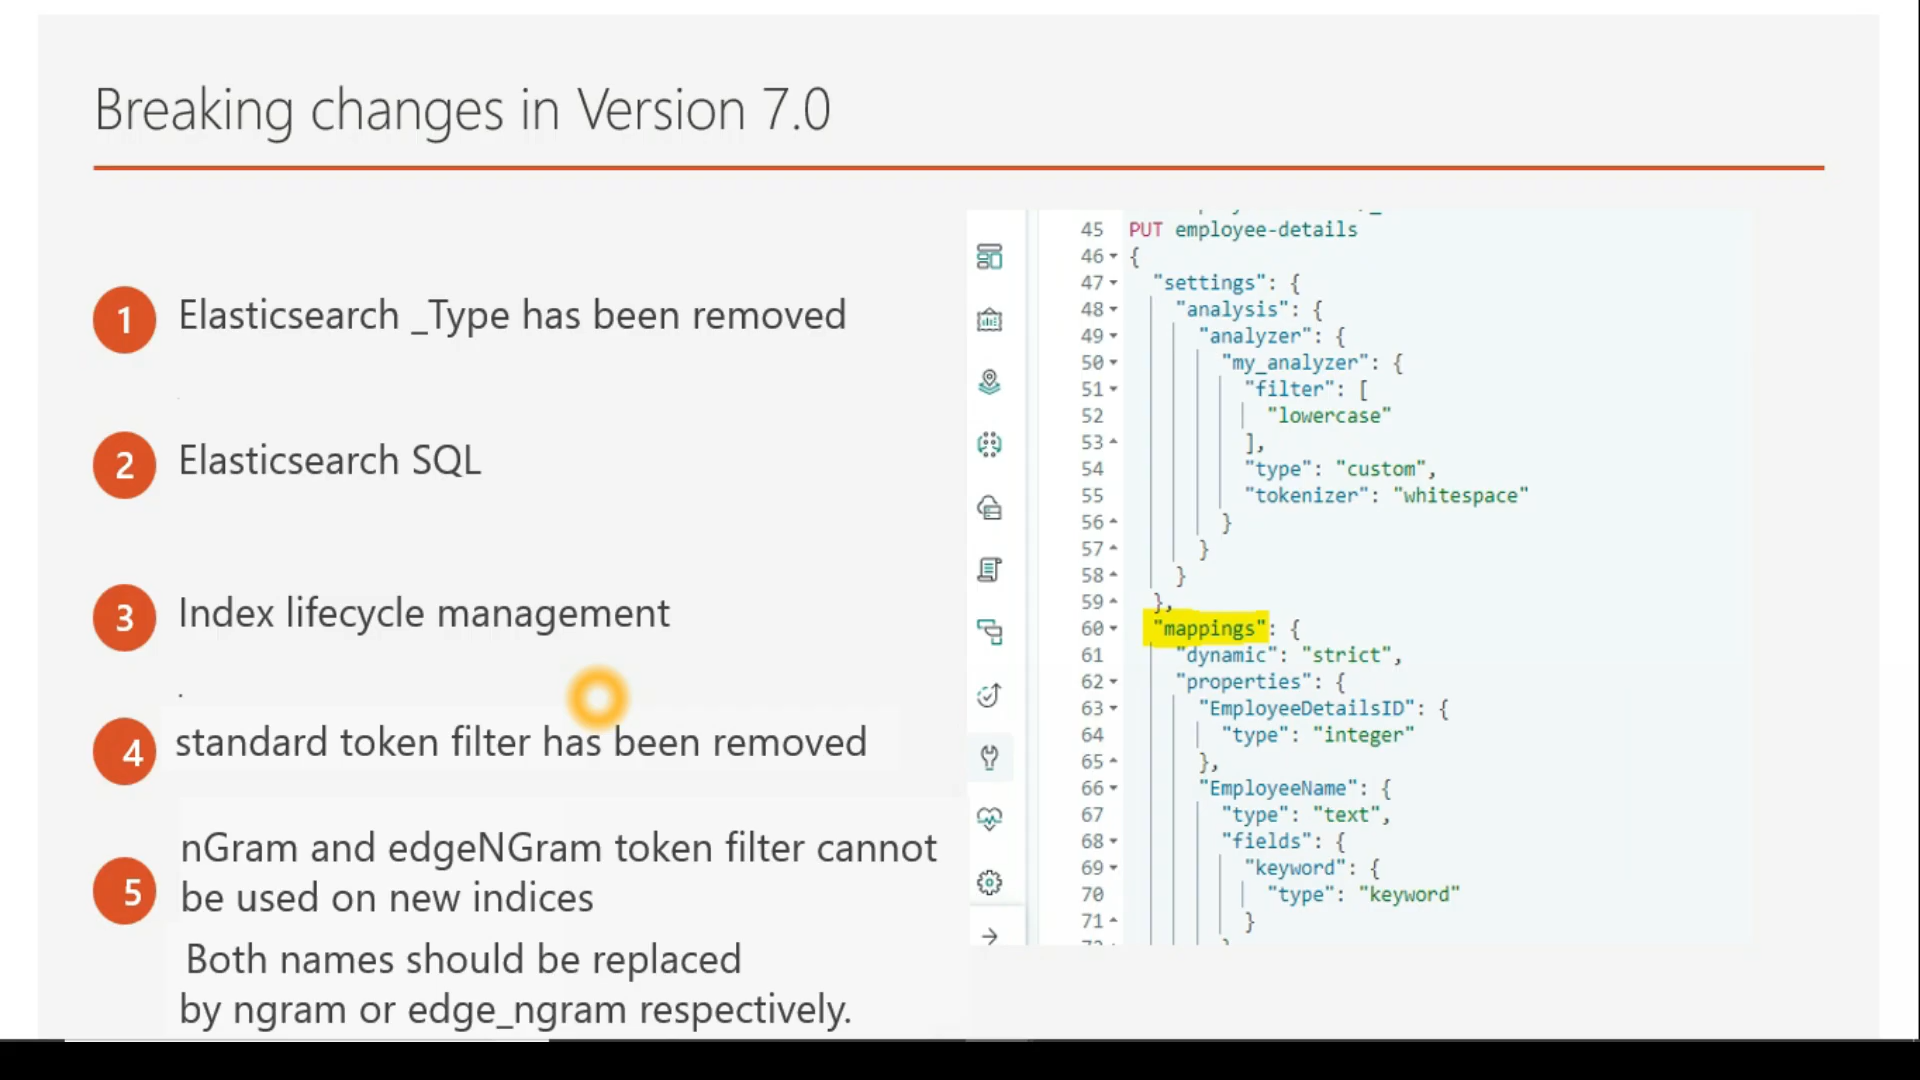 Breaking changes in Version 7.0
1 Elasticsearch _Type has been removed
2 Elasticsearch SQL
3 Index lifecycle management
.
4 standard token filter has been removed
5 nGram and edgeNGram token filter cannot
be used on new indices
Both names should be replaced
by ngram or edge_ngram respectively.
45 PUT employee-details
46 {
47 "settings": {
48 "analysis": {
49 "analyzer": {
50 "my_analyzer": {
51 "filter": [
52 "lowercase"
53 ],
54 "type": "custom",
55 "tokenizer": "whitespace"
56 }
57 }
58 }
59 },
60 "mappings": {
61 "dynamic": "strict",
62 "properties": {
63 "EmployeeDetailsID": {
64 "type": "integer"
65 },
66 "EmployeeName": {
67 "type": "text",
68 "fields": {
69 "keyword": {
70 "type": "keyword"
71 }